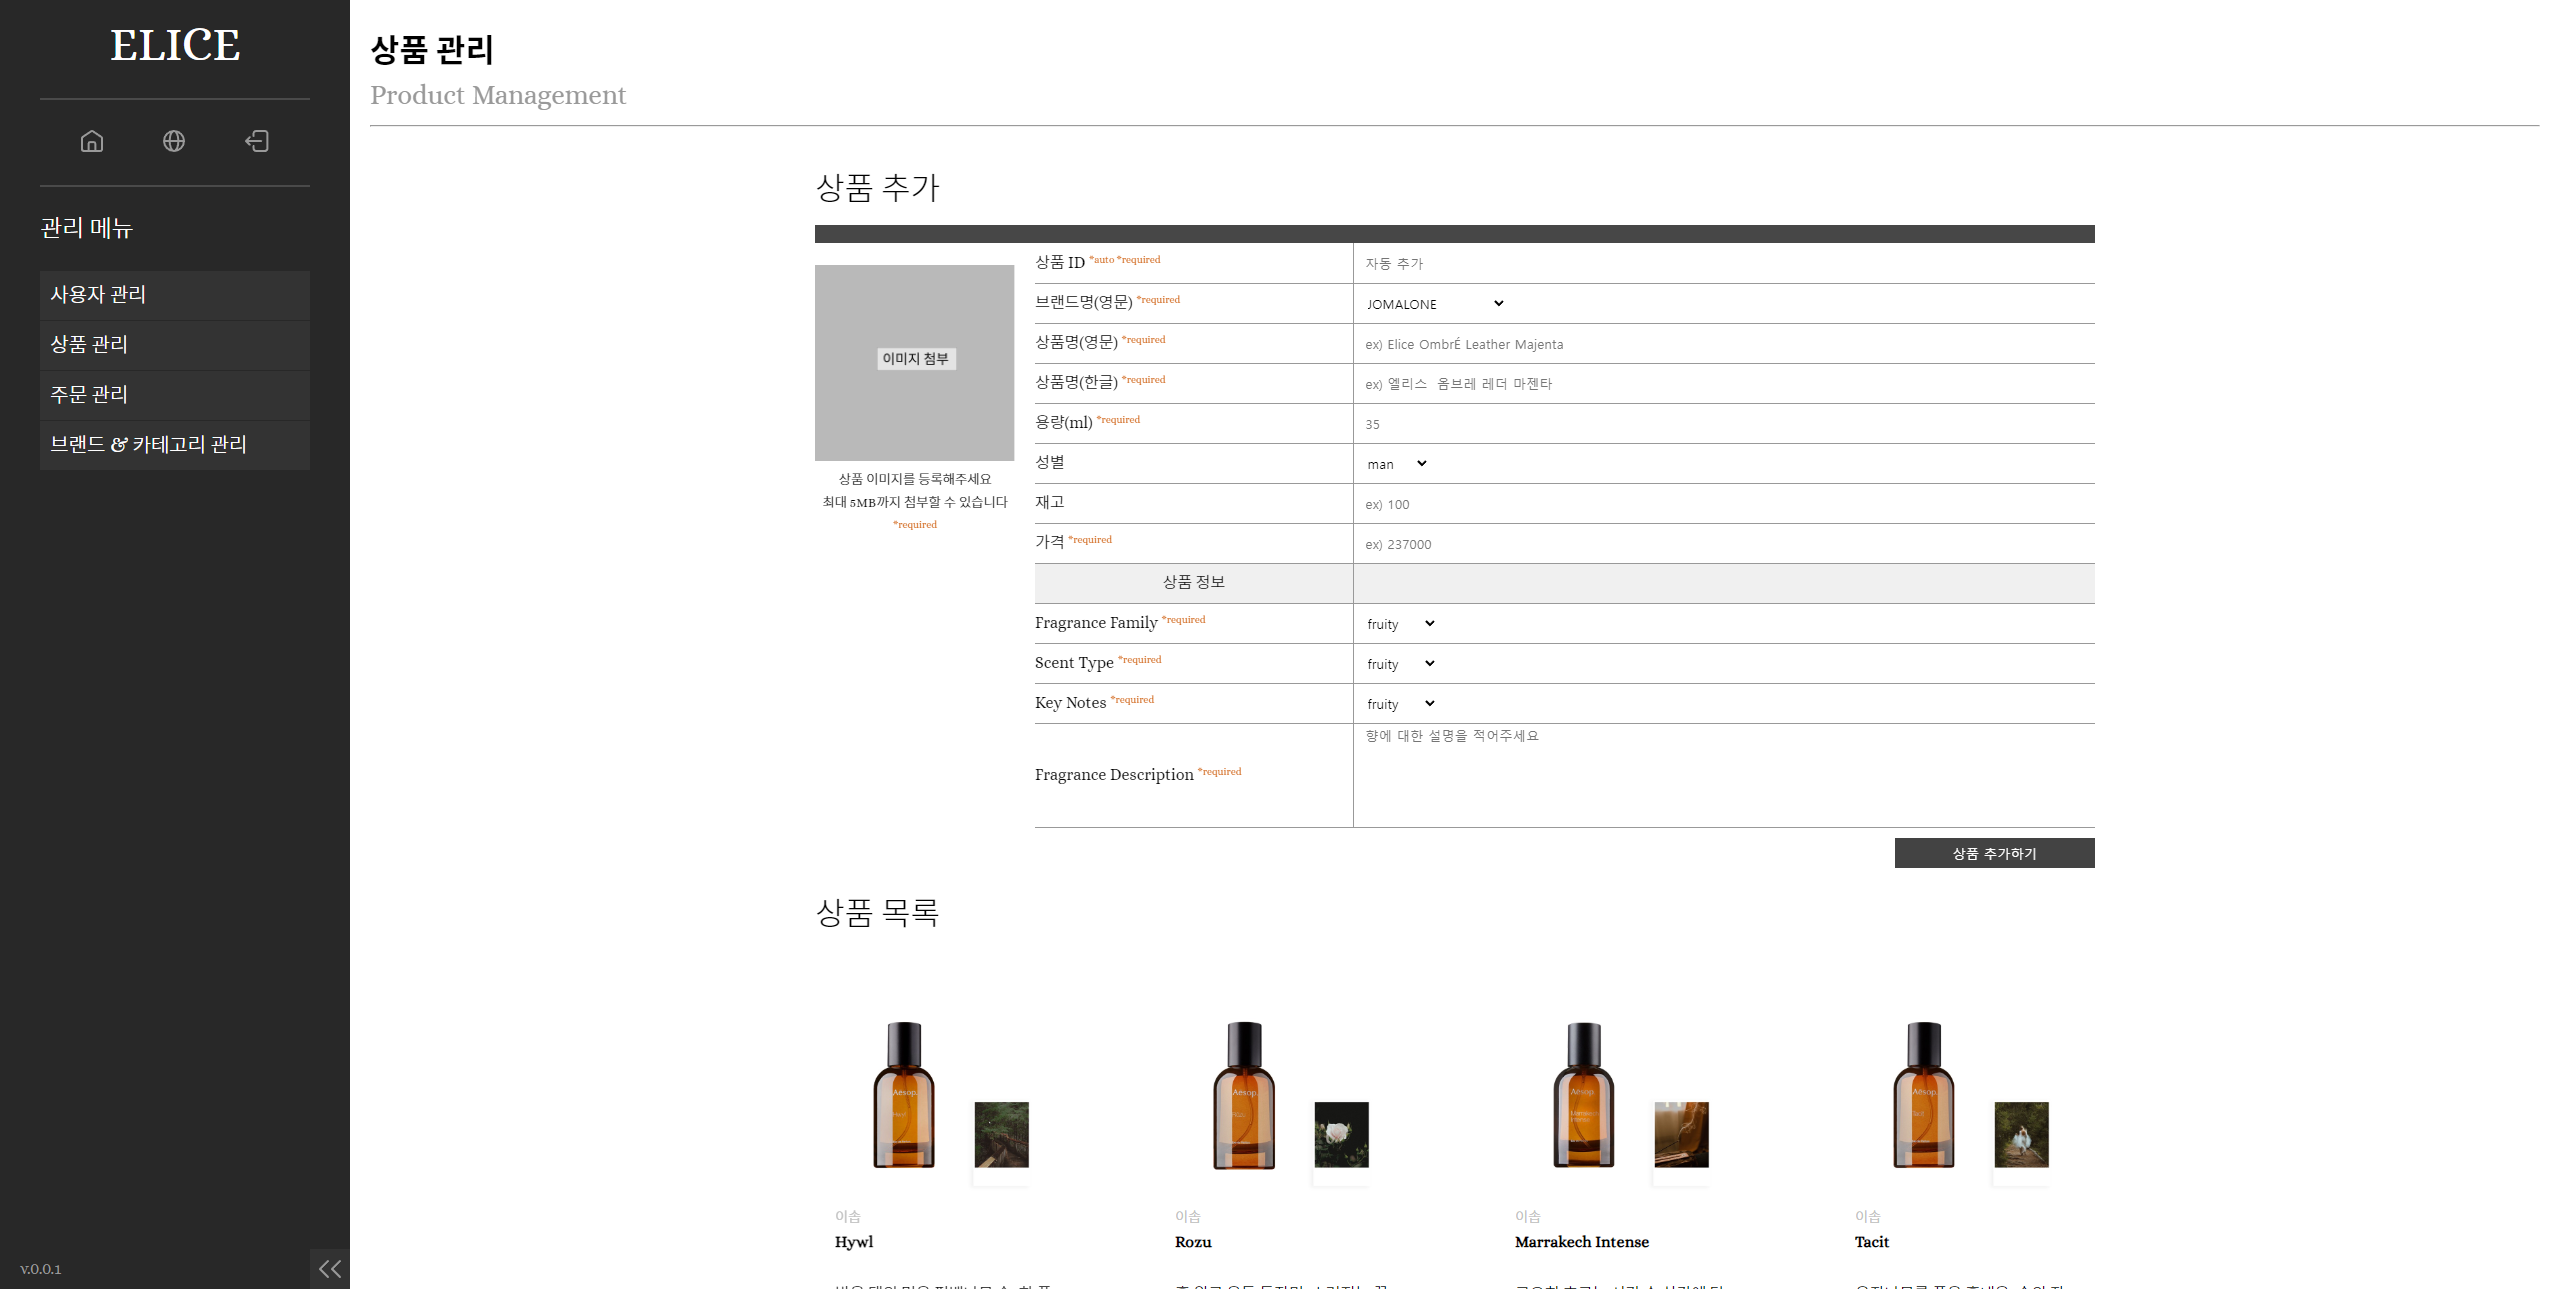 ELICE
관리 메뉴
사용자 관리
상품 관리
주문 관리
브랜드 & 카테고리 관리
v.0.0.1
상품 관리
Product Management
상품 추가
이미지 첨부
상품 이미지를 등록해주세요
최대 5MB까지 첨부할 수 있습니다
*required
상품 ID *auto *required 자동 추가
브랜드명(영문) *required JOMALONE
상품명(영문) *required ex) Elice OmbrÉ Leather Majenta
상품명(한글) *required ex) 엘리스 옴브레 레더 마젠타
용량(ml) *required 35
성별 man
재고 ex) 100
가격 *required ex) 237000
상품 정보
Fragrance Family *required fruity
Scent Type *required fruity
Key Notes *required fruity
Fragrance Description *required 향에 대한 설명을 적어주세요
상품 추가하기
상품 목록
Aesop.
Hwyl
Aesop.
Aesop.
Marrakech
Intense
Aesop.
Tacit
이솝 이솝 이솝 이솝
Hywl Rozu Marrakech Intense Tacit